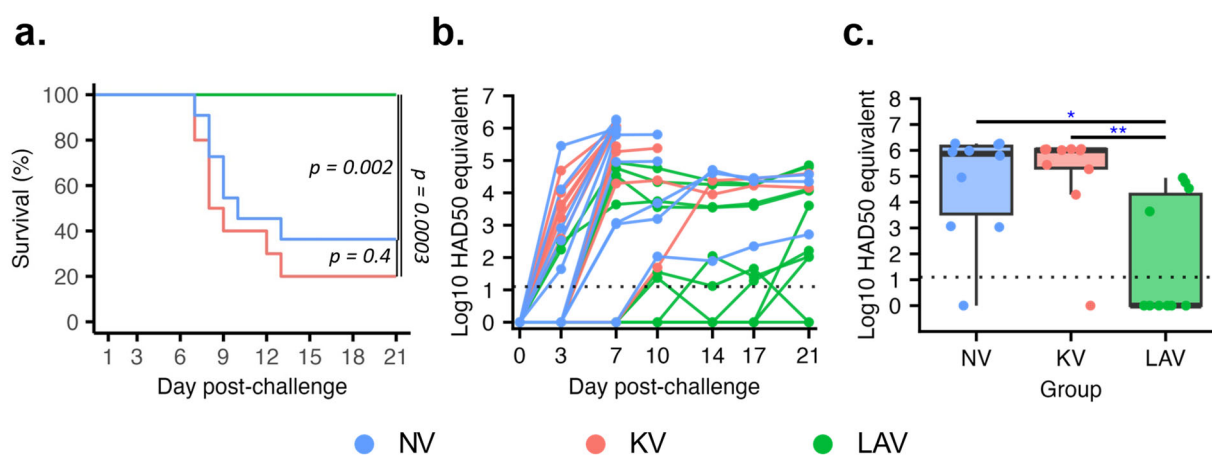 a.
Survival (%)
100
80
60
40
20
0
p = 0.002
p = 0.4
p = 0.0003
1 3 6 9 12 15 18 21
Day post-challenge
b.
Log10 HAD50 equivalent
7
6
5
4
3
2
1
0
0 3 7 10 14 17 21
Day post-challenge
c.
Log10 HAD50 equivalent
8
7
6
5
4
3
2
1
0
*
**
NV KV LAV
Group
NV KV LAV